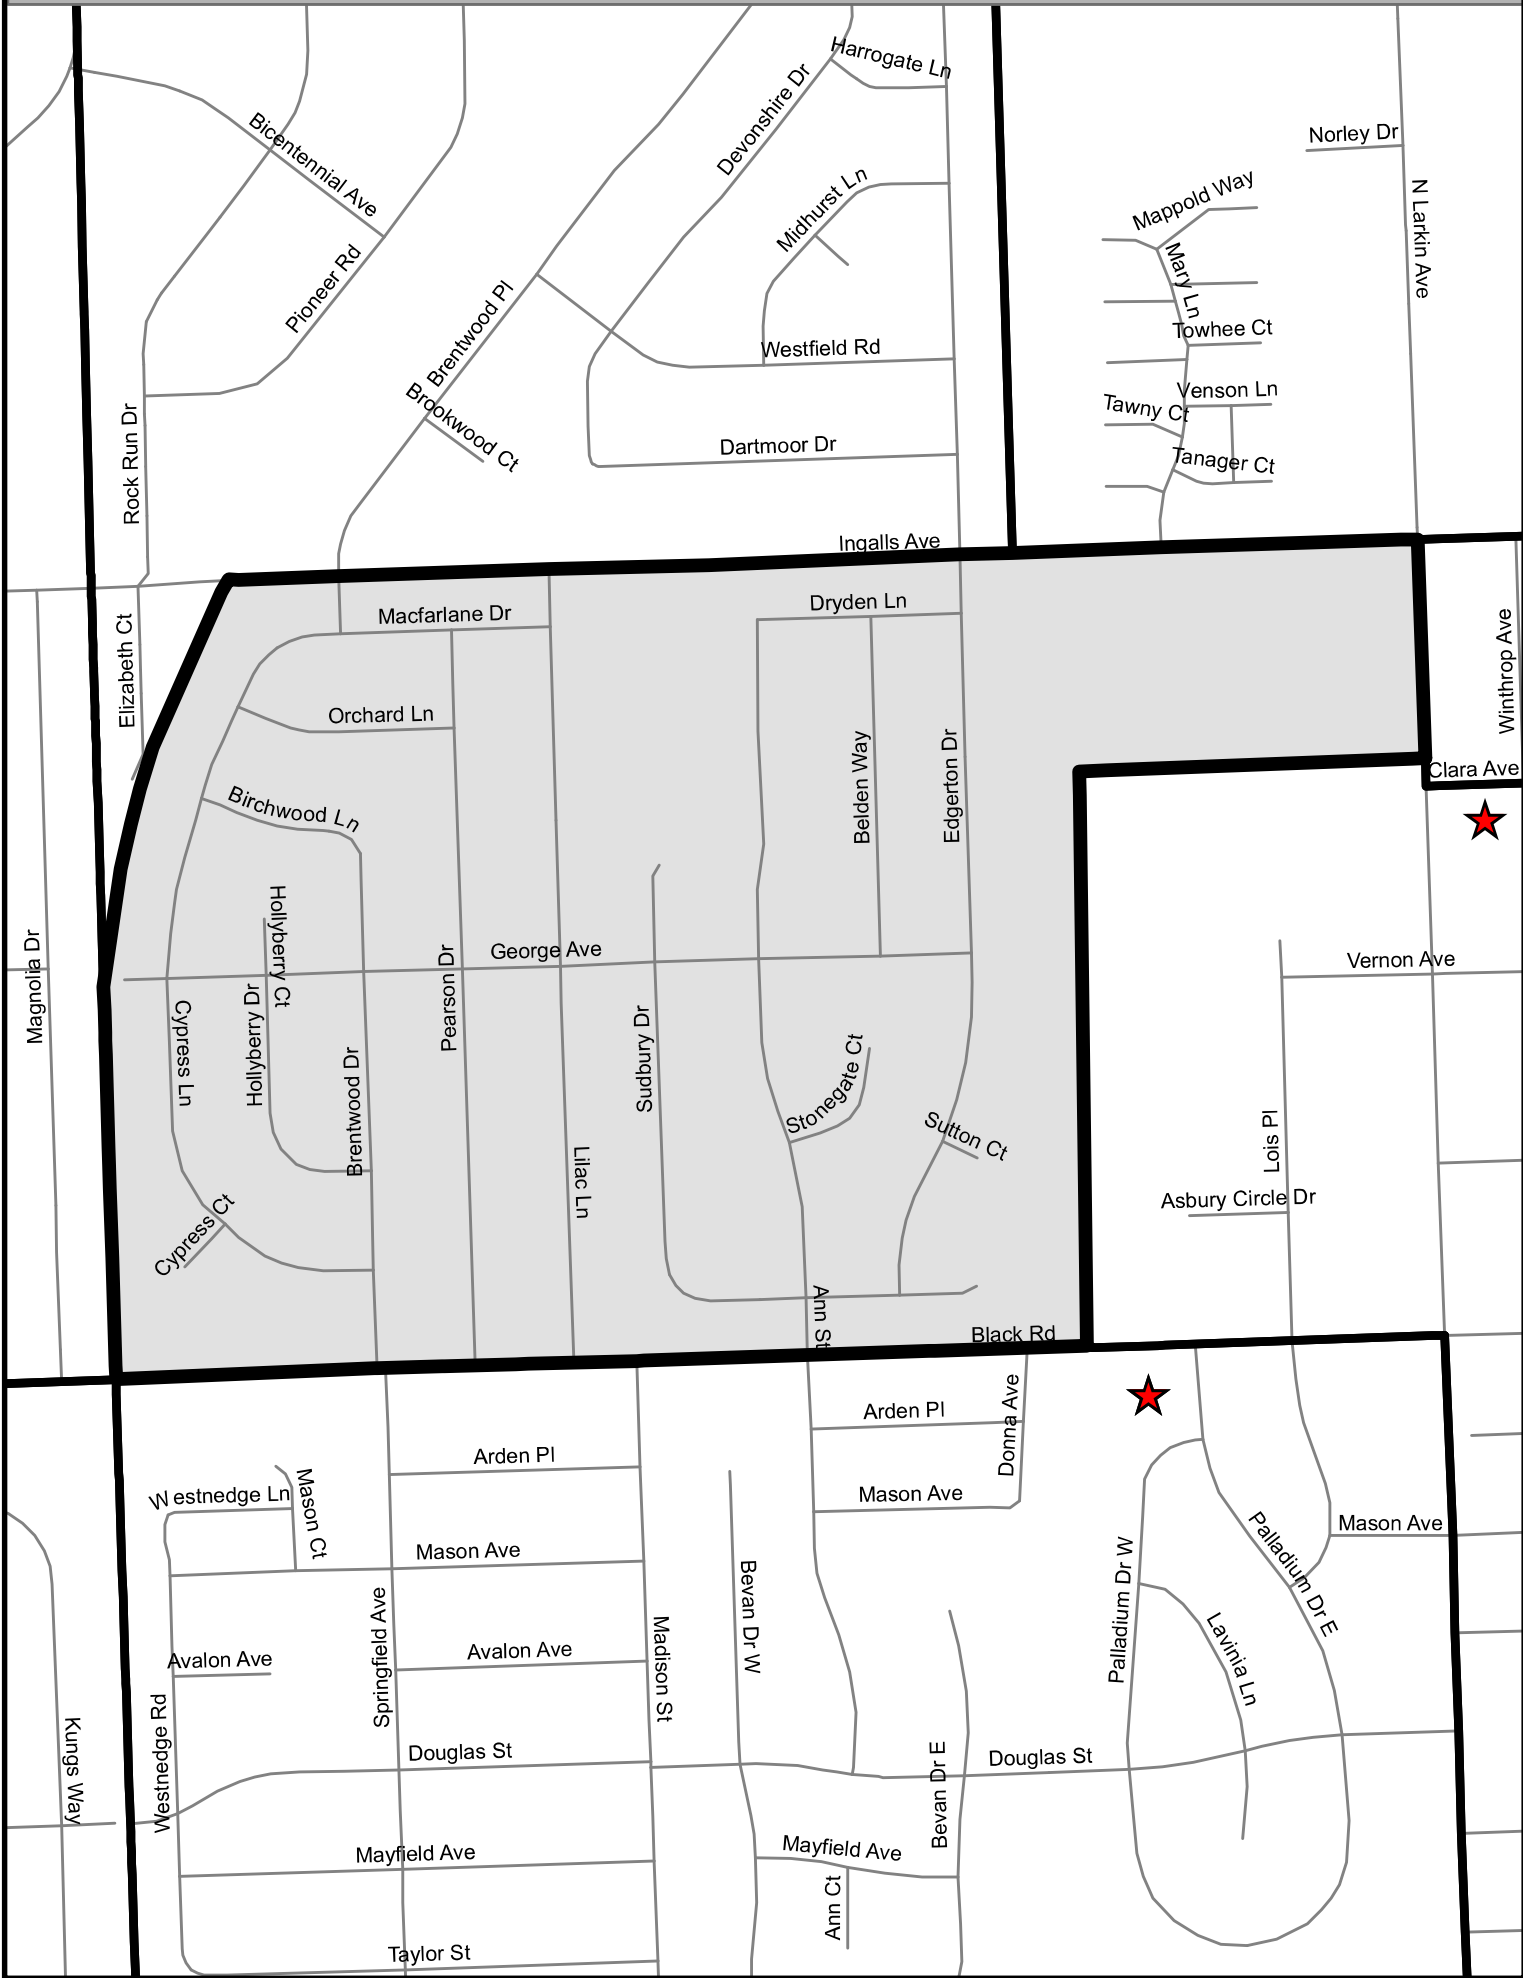 Harrogate Ln
Devonshire Dr
Bicentennial Ave
Norley Dr
Mappold Way
Midhurst Ln
N Larkin Ave
Pioneer Rd
Mary Ln
Brentwood Pl
Towhee Ct
Westfield Rd
Venson Ln
Brookwood Ct
Tawny Ct
Rock Run Dr
Dartmoor Dr
Tanager Ct
Ingalls Ave
Macfarlane Dr
Dryden Ln
Elizabeth Ct
Winthrop Ave
Orchard Ln
Belden Way
Edgerton Dr
Clara Ave
Birchwood Ln
Hollyberry Ct
Magnolia Dr
George Ave
Pearson Dr
Vernon Ave
Cypress Ln
Hollyberry Dr
Brentwood Dr
Sudbury Dr
Stonegate Ct
Sutton Ct
Lois Pl
Lilac Ln
Asbury Circle Dr
Cypress Ct
Ann St
Black Rd
Arden Pl
Donna Ave
Arden Pl
Westnedge Ln
Mason Ct
Mason Ave
Mason Ave
Mason Ave
Palladium Dr W
Palladium Dr E
Bevan Dr W
Springfield Ave
Avalon Ave
Avalon Ave
Madison St
Lavinia Ln
Westnedge Rd
Kungs Way
Douglas St
Douglas St
Bevan Dr E
Mayfield Ave
Mayfield Ave
Ann Ct
Taylor St